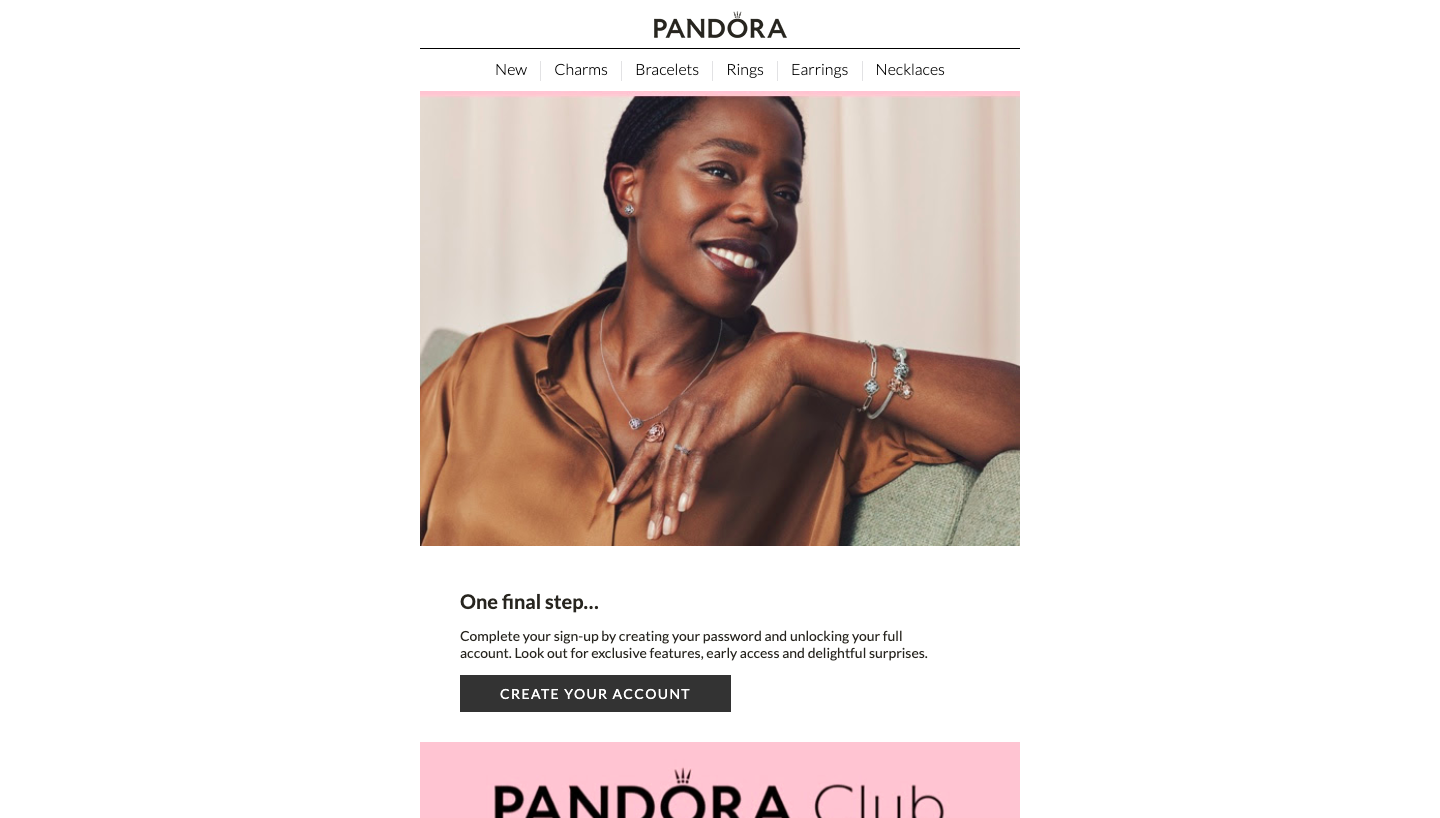 PANDORA
New Charms Bracelets Rings Earrings Necklaces
One final step...
Complete your sign-up by creating your password and unlocking your full
account. Look out for exclusive features, early access and delightful surprises.
CREATE YOUR ACCOUNT
PANDORA Club